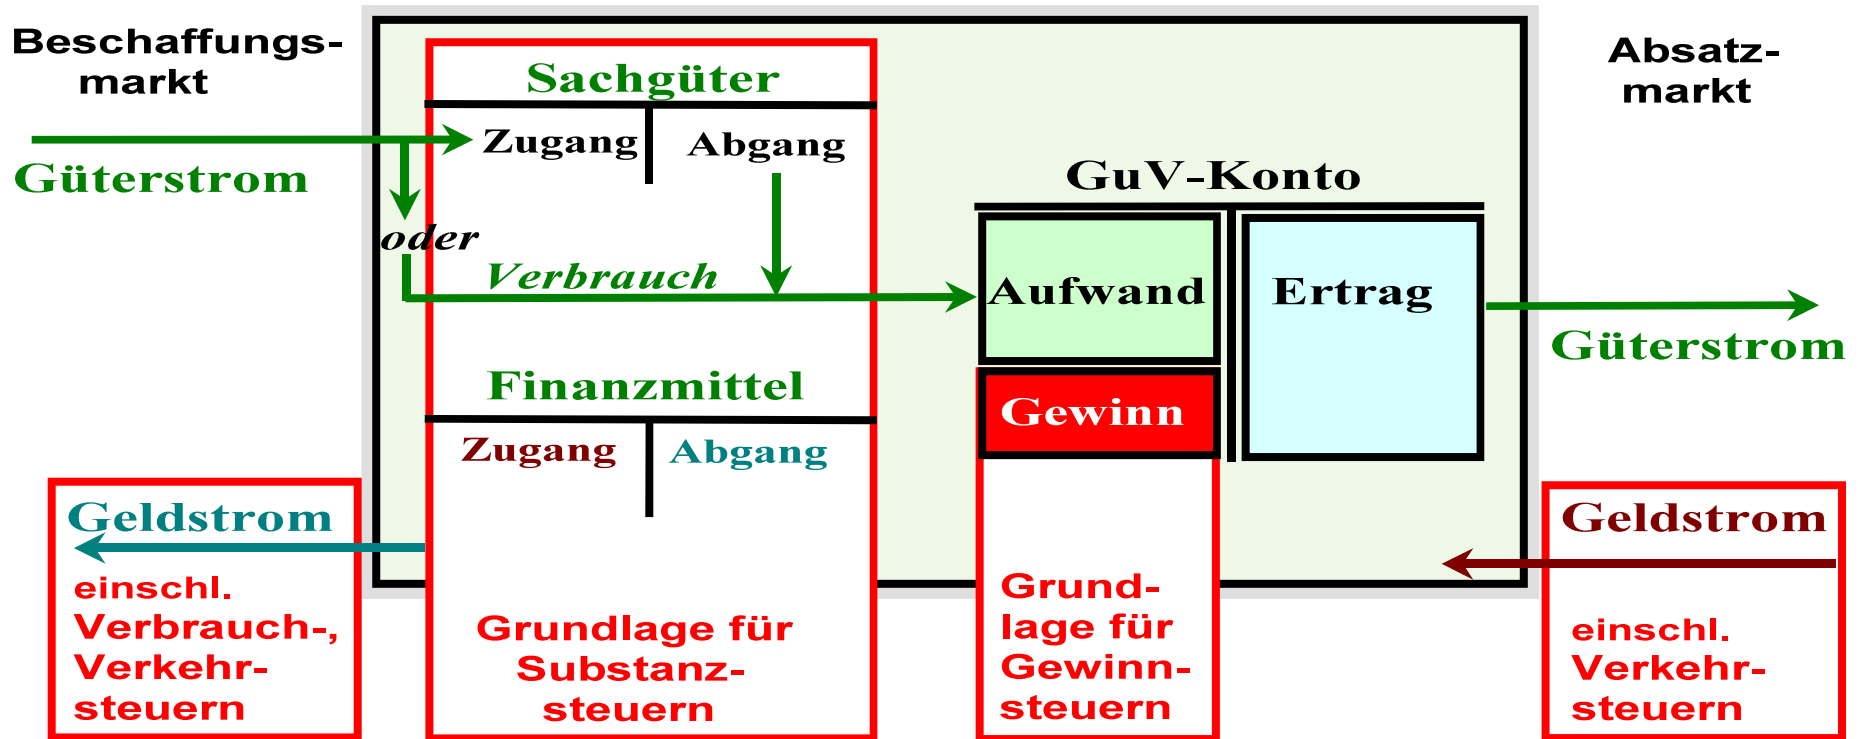 Beschaffungs-
markt
Güterstrom
Sachgüter
Zugang
Abgang
oder
Verbrauch
Finanzmittel
Zugang
Abgang
GuV-Konto
Aufwand
Ertrag
Gewinn
Absatz-
markt
Güterstrom
Geldstrom
einschl.
Verbrauch-,
Verkehr-
steuern
Grundlage für
Substanz-
steuern
Grund-
lage für
Gewinn-
steuern
Geldstrom
einschl.
Verkehr-
steuern